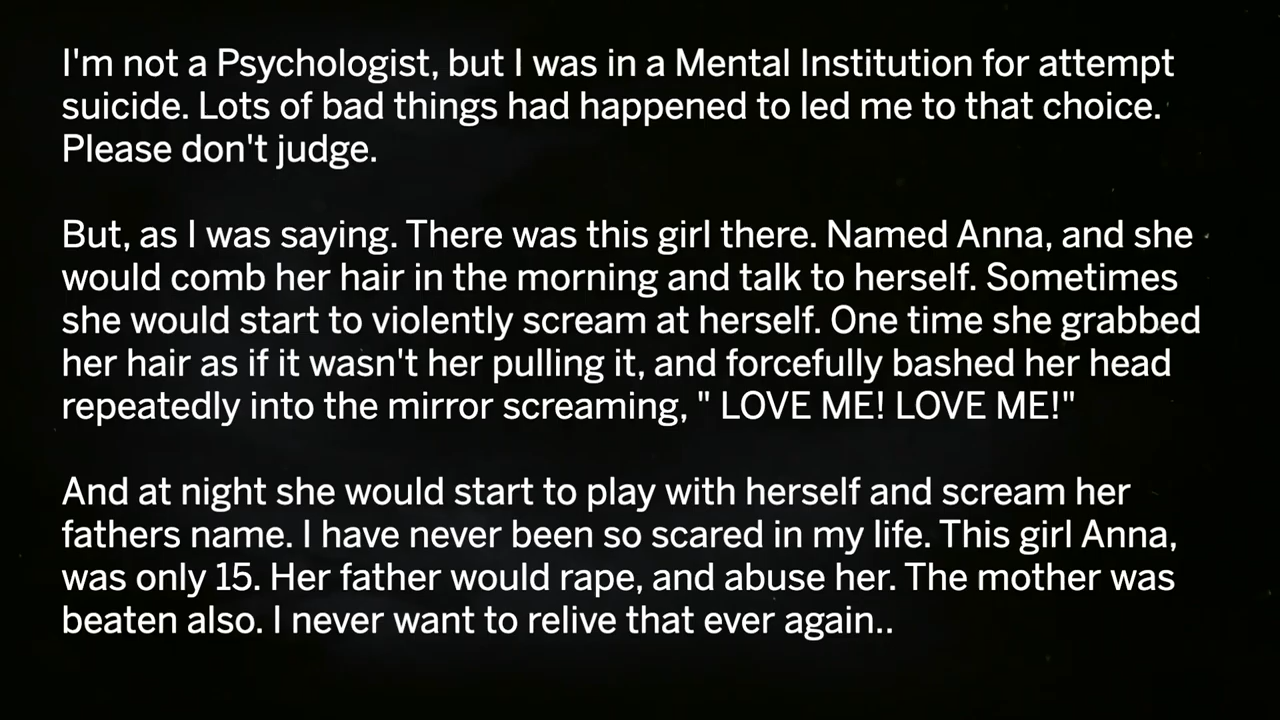 I'm not a Psychologist, but I was in a Mental Institution for attempt
suicide. Lots of bad things had happened to led me to that choice.
Please don't judge.
But, as I was saying. There was this girl there. Named Anna, and she
would comb her hair in the morning and talk to herself. Sometimes
she would start to violently scream at herself. One time she grabbed
her hair as if it wasn't her pulling it, and forcefully bashed her head
repeatedly into the mirror screaming, " LOVE ME! LOVE ME!"
And at night she would start to play with herself and scream her
fathers name. I have never been so scared in my life. This girl Anna,
was only 15. Her father would rape, and abuse her. The mother was
beaten also. I never want to relive that ever again..